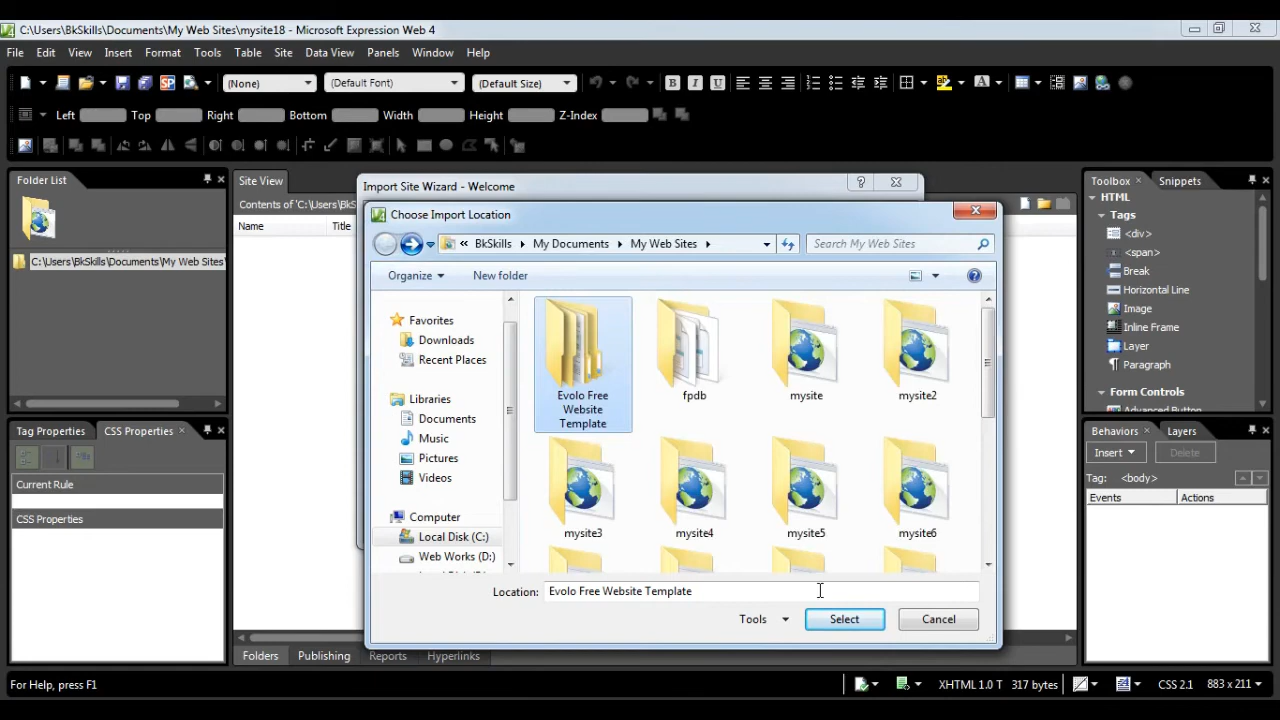 C:\Users\BkSkills\Documents\My Web Sites\mysite18 - Microsoft Expression Web 4
File Edit View Insert Format Tools Table Site Data View Panels Window Help
(None) (Default Font) (Default Size) B I U A
Left Top Right Bottom Width Height Z-Index
Folder List
C:\Users\BkSkills\Documents\My Web Sites
Tag Properties CSS Properties
Current Rule
CSS Properties
Site View
Contents of 'C:\Users\BkS
Name Title
Import Site Wizard - Welcome
Choose Import Location
BkSkills My Documents My Web Sites Search My Web Sites
Organize New folder
Favorites
Downloads
Recent Places
Libraries
Documents
Music
Pictures
Videos
Computer
Local Disk (C:)
Web Works (D:)
Evolo Free
Website
Template
fpdb
mysite
mysite2
mysite3
mysite4
mysite5
mysite6
Location: Evolo Free Website Template
Tools Select Cancel
Folders Publishing Reports Hyperlinks
Toolbox Snippets
HTML
Tags
<div>
<span>
Break
Horizontal Line
Image
Inline Frame
Layer
Paragraph
Form Controls
Advanced Button
Behaviors Layers
Insert Delete
Tag: <body>
Events Actions
For Help, press F1
XHTML 1.0 T 317 bytes CSS 2.1 883 x 211